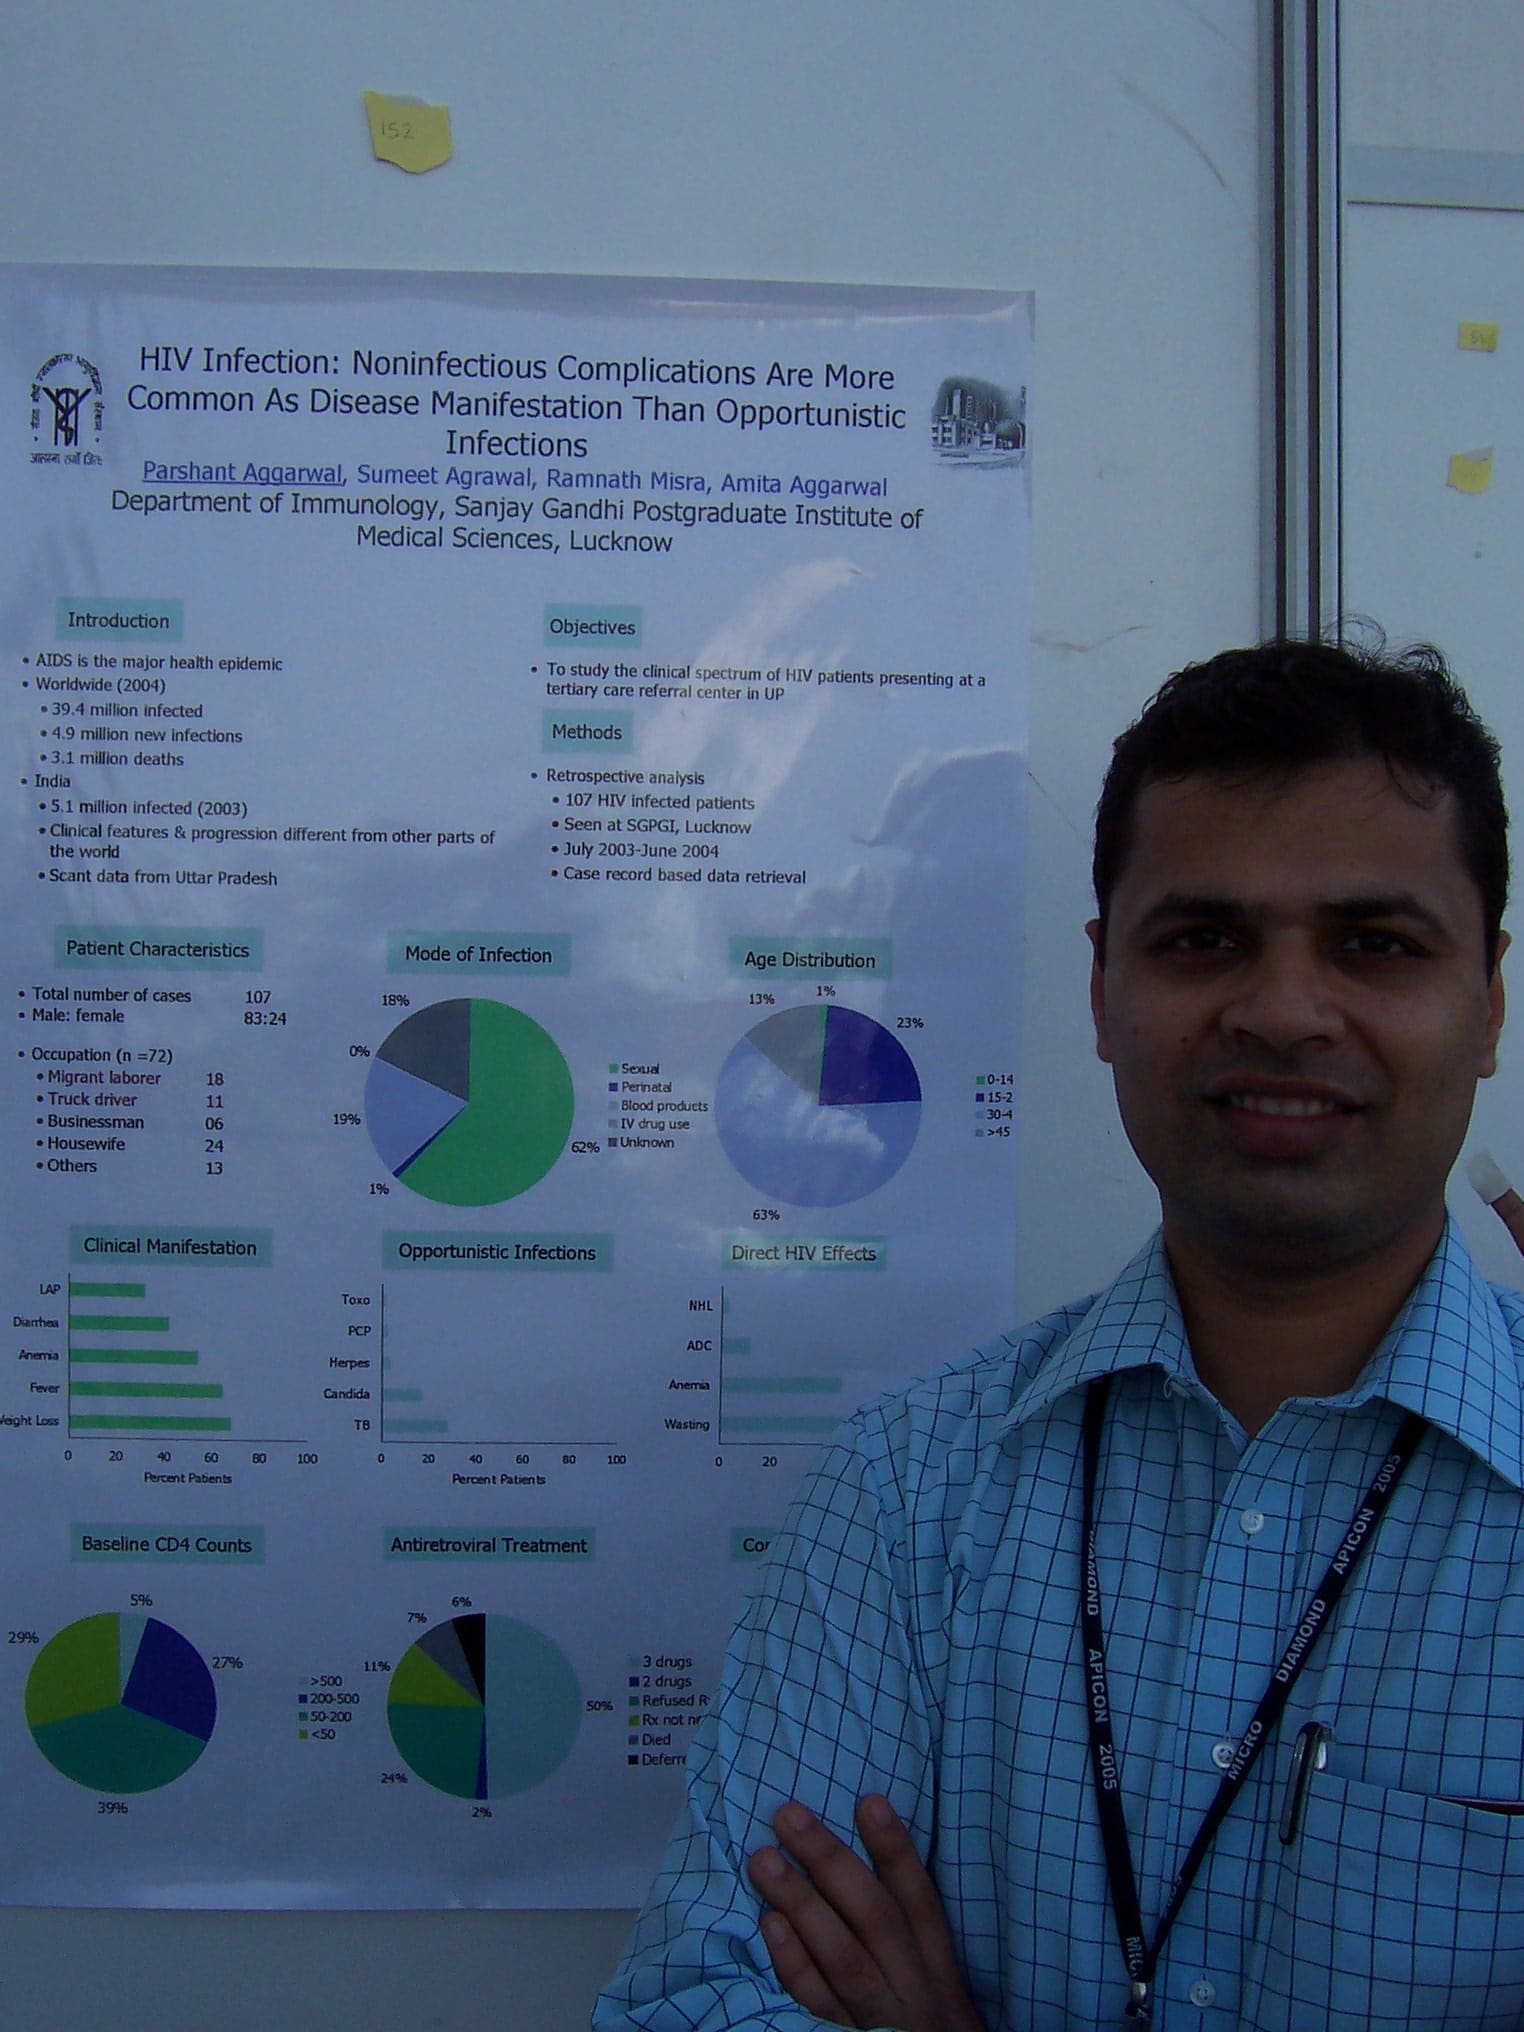 152
HIV Infection: Noninfectious Complications Are More
Common As Disease Manifestation Than Opportunistic
Infections
Parshant Aggarwal, Sumeet Agrawal, Ramnath Misra, Amita Aggarwal
Department of Immunology, Sanjay Gandhi Postgraduate Institute of
Medical Sciences, Lucknow
Introduction
• AIDS is the major health epidemic
• Worldwide (2004)
• 39.4 million infected
• 4.9 million new infections
• 3.1 million deaths
• India
• 5.1 million infected (2003)
• Clinical features & progression different from other parts of
the world
• Scant data from Uttar Pradesh
Objectives
• To study the clinical spectrum of HIV patients presenting at a
tertiary care referral center in UP
Methods
• Retrospective analysis
• 107 HIV infected patients
• Seen at SGPGI, Lucknow
• July 2003-June 2004
• Case record based data retrieval
Patient Characteristics
• Total number of cases 107
• Male: female 83:24
• Occupation (n =72)
• Migrant laborer 18
• Truck driver 11
• Businessman 06
• Housewife 24
• Others 13
Mode of Infection
18%
0%
19%
1%
62%
Sexual
Perinatal
Blood products
IV drug use
Unknown
Age Distribution
13%
1%
23%
63%
0-14
15-2
30-4
>45
Clinical Manifestation
LAP
Diarrhea
Anemia
Fever
Weight Loss
0 20 40 60 80 100
Percent Patients
Opportunistic Infections
Toxo
PCP
Herpes
Candida
TB
0 20 40 60 80 100
Percent Patients
Direct HIV Effects
NHL
ADC
Anemia
Wasting
0 20
Baseline CD4 Counts
5%
29%
27%
39%
>500
200-500
50-200
<50
Antiretroviral Treatment
6%
7%
11%
50%
24%
2%
3 drugs
2 drugs
Refused R
Rx not
Died
Deferre
Co
DIAMOND APICON 2005
MICRO DIAMOND APICON 2005